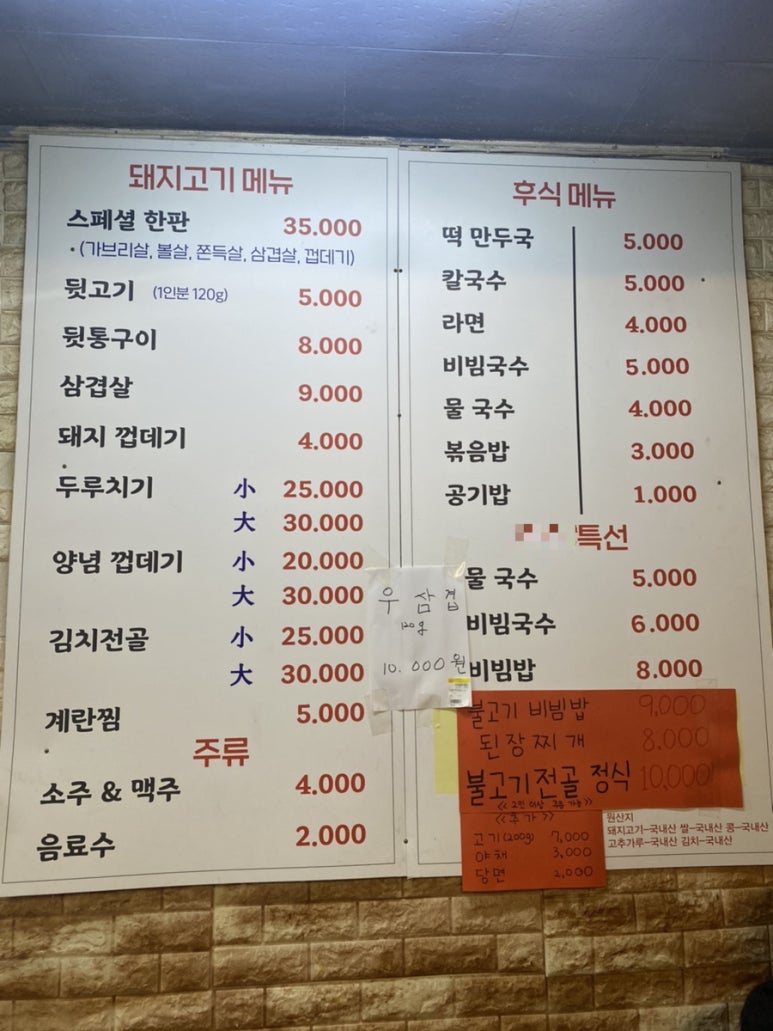 돼지고기 메뉴
스페셜 한판 35.000
•(가브리살, 볼살, 쫀득살, 삼겹살, 껍데기)
뒷고기 (1인분 120g) 5.000
뒷통구이 8.000
삼겹살 9.000
돼지 껍데기 4.000
두루치기 小 25.000
大 30.000
양념 껍데기 小 20.000
大 30.000
김치전골 小 25.000
大 30.000
계란찜 5.000
주류
소주 & 맥주 4.000
음료수 2.000
우삼겹
120g
10.000원
후식 메뉴
떡 만두국 5.000
칼국수 5.000
라면 4.000
비빔국수 5.000
물 국수 4.000
볶음밥 3.000
공기밥 1.000
특선
물 국수 5.000
비빔국수 6.000
비빔밥 8.000
불고기 비빔밥 9,000
된장찌개 8.000
불고기전골 정식 10,000
<<2인 이상 주문 가능>>
<<추가>>
고기(200g) 7,000
야채 3,000
당면 2,000
원산지
돼지고기-국내산 쌀-국내산 콩-국내산
고추가루-국내산 김치-국내산